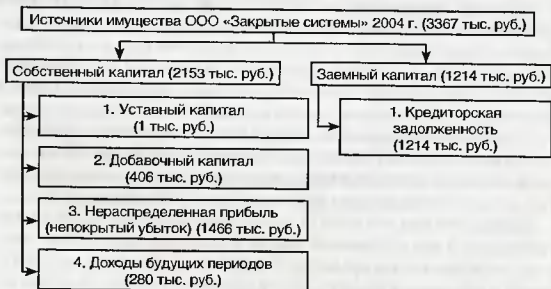 Источники имущества ООО «Закрытые системы» 2004 г. (3367 тыс. руб.)
Собственный капитал (2153 тыс. руб.)
1. Уставный капитал
(1 тыс. руб.)
2. Добавочный капитал
(406 тыс. руб.)
3. Нераспределенная прибыль
(непокрытый убыток) (1466 тыс. руб.)
4. Доходы будущих периодов
(280 тыс. руб.)
Заемный капитал (1214 тыс. руб.)
1. Кредиторская
задолженность
(1214 тыс. руб.)